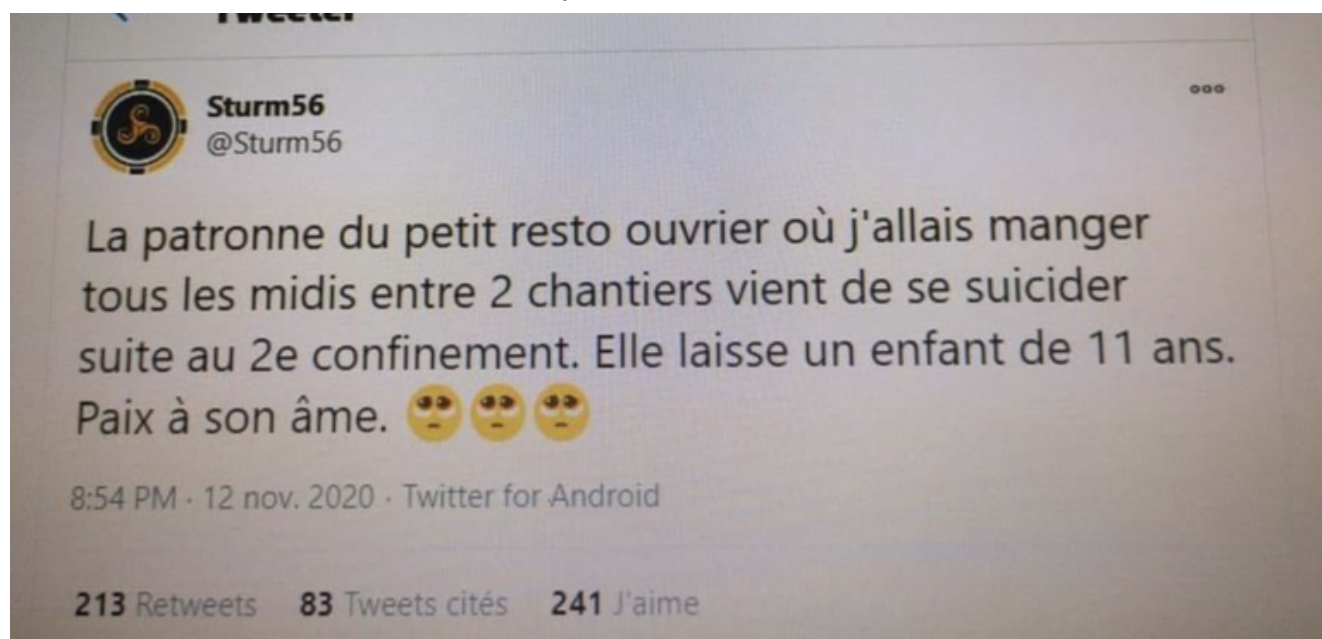 Tweeter
Sturm56
@Sturm56
La patronne du petit resto ouvrier où j'allais manger
tous les midis entre 2 chantiers vient de se suicider
suite au 2e confinement. Elle laisse un enfant de 11 ans.
Paix à son âme. 🥺🥺🥺
8:54 PM · 12 nov. 2020 · Twitter for Android
213 Retweets 83 Tweets cités 241 J'aime